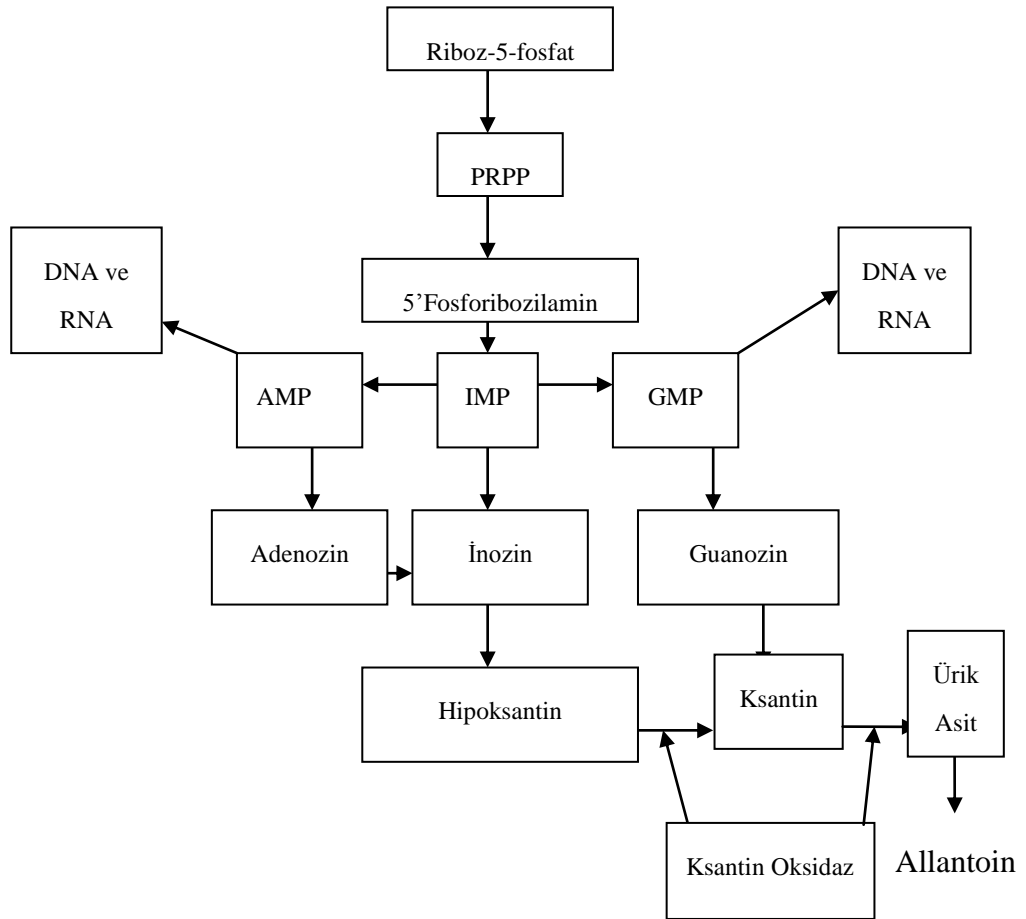 Riboz-5-fosfat
PRPP
DNA ve
RNA
5’Fosforibozilamin
DNA ve
RNA
AMP
IMP
GMP
Adenozin
İnozin
Guanozin
Hipoksantin
Ksantin
Ürik
Asit
Ksantin Oksidaz
Allantoin